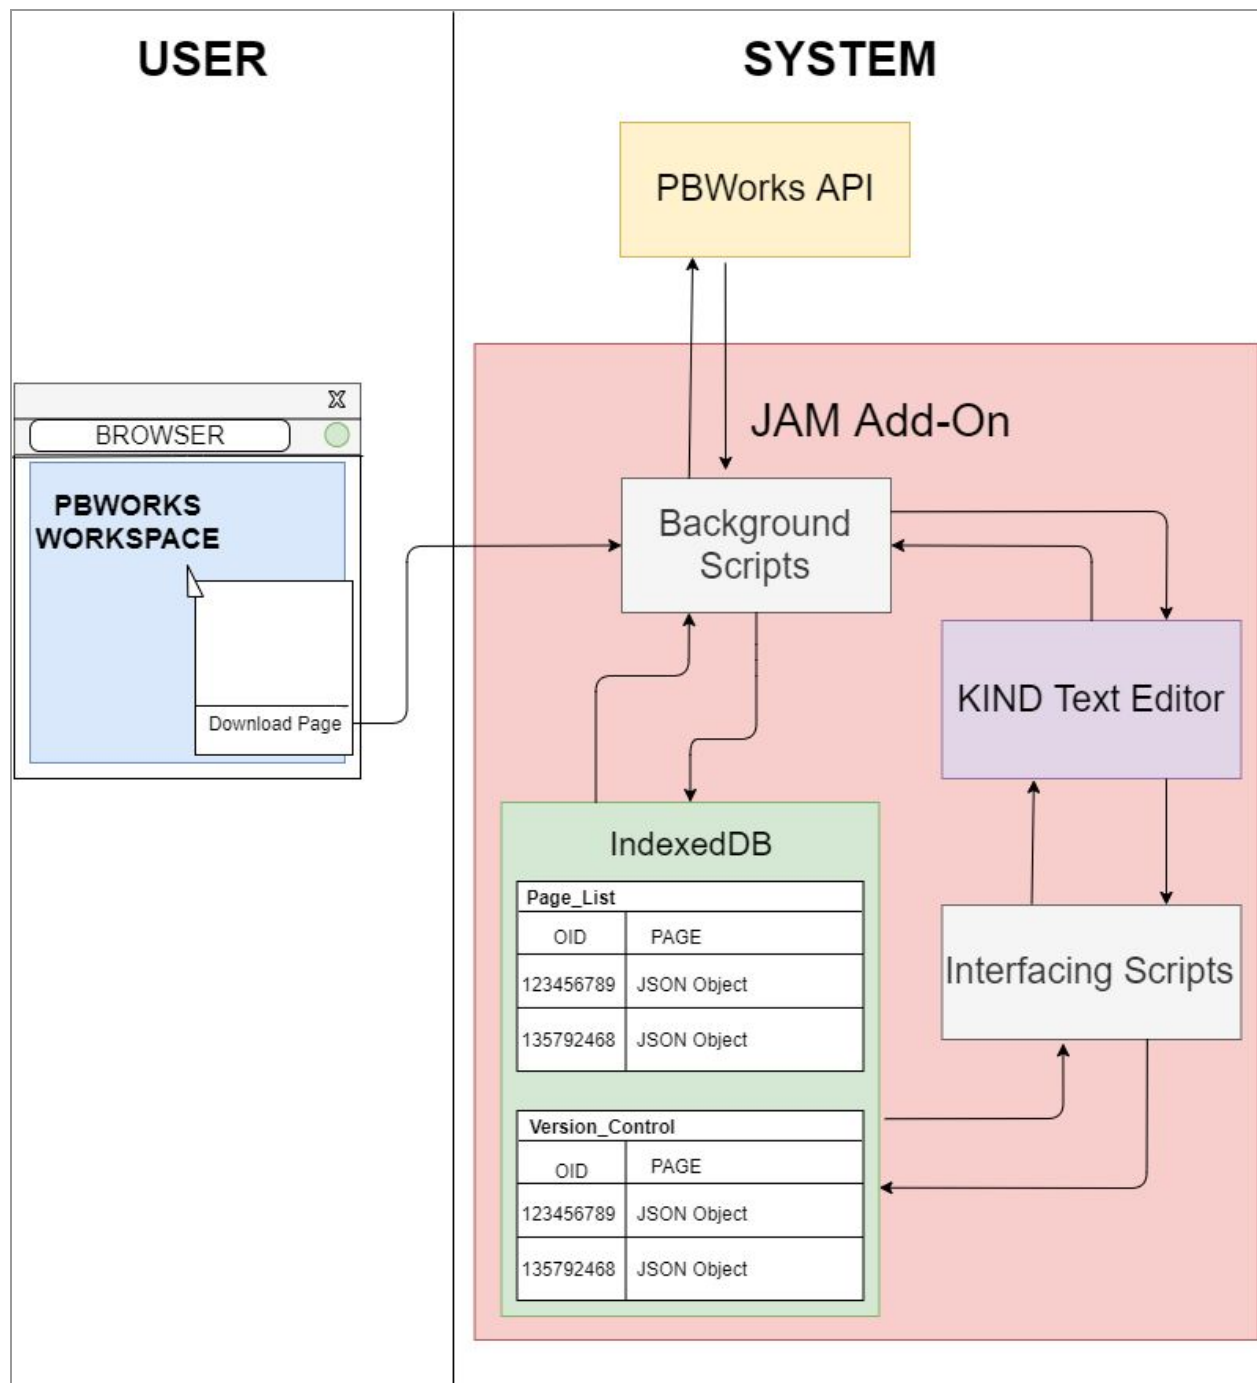 USER
SYSTEM
PBWorks API
X
BROWSER
PBWORKS
WORKSPACE
Download Page
JAM Add-On
Background
Scripts
KIND Text Editor
Interfacing Scripts
IndexedDB
Page_List
OID PAGE
123456789 JSON Object
135792468 JSON Object
Version_Control
OID PAGE
123456789 JSON Object
135792468 JSON Object